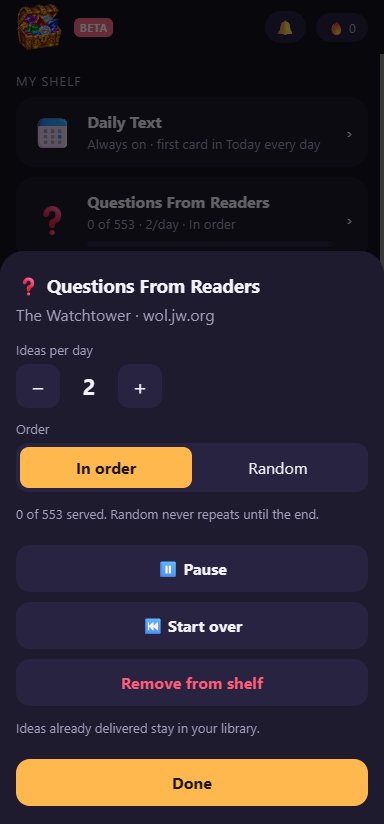 BETA
0
MY SHELF
Daily Text
Always on · first card in Today every day
Questions From Readers
0 of 553 · 2/day · In order
Questions From Readers
The Watchtower · wol.jw.org
Ideas per day
− 2 +
Order
In order Random
0 of 553 served. Random never repeats until the end.
Pause
Start over
Remove from shelf
Ideas already delivered stay in your library.
Done